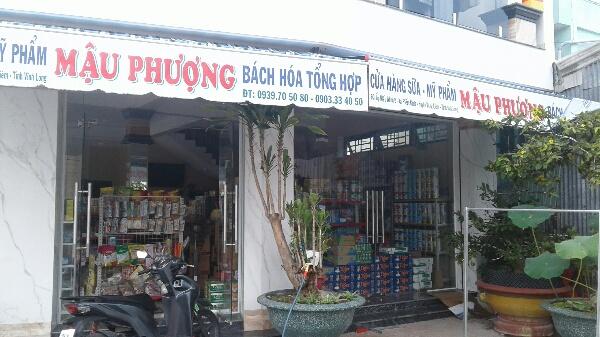 MỸ PHẨM
Tỉnh Vĩnh Long
MẬU PHƯỢNG
BÁCH HÓA TỔNG HỢP
ĐT: 0939.70 50 80 - 0903.33 40 50
CỬA HÀNG SỮA - MỸ PHẨM
MẬU PHƯỢNG
BÁCH